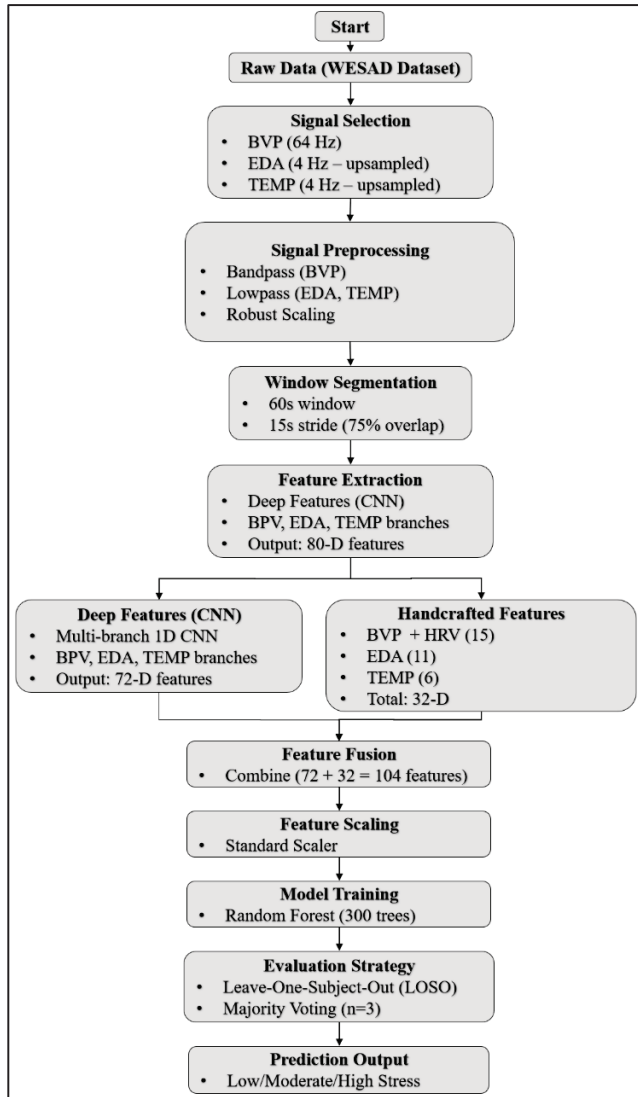 Start
Raw Data (WESAD Dataset)
Signal Selection
• BVP (64 Hz)
• EDA (4 Hz – upsampled)
• TEMP (4 Hz – upsampled)
Signal Preprocessing
• Bandpass (BVP)
• Lowpass (EDA, TEMP)
• Robust Scaling
Window Segmentation
• 60s window
• 15s stride (75% overlap)
Feature Extraction
• Deep Features (CNN)
• BPV, EDA, TEMP branches
• Output: 80-D features
Deep Features (CNN)
• Multi-branch 1D CNN
• BPV, EDA, TEMP branches
• Output: 72-D features
Handcrafted Features
• BVP + HRV (15)
• EDA (11)
• TEMP (6)
• Total: 32-D
Feature Fusion
• Combine (72 + 32 = 104 features)
Feature Scaling
• Standard Scaler
Model Training
• Random Forest (300 trees)
Evaluation Strategy
• Leave-One-Subject-Out (LOSO)
• Majority Voting (n=3)
Prediction Output
• Low/Moderate/High Stress